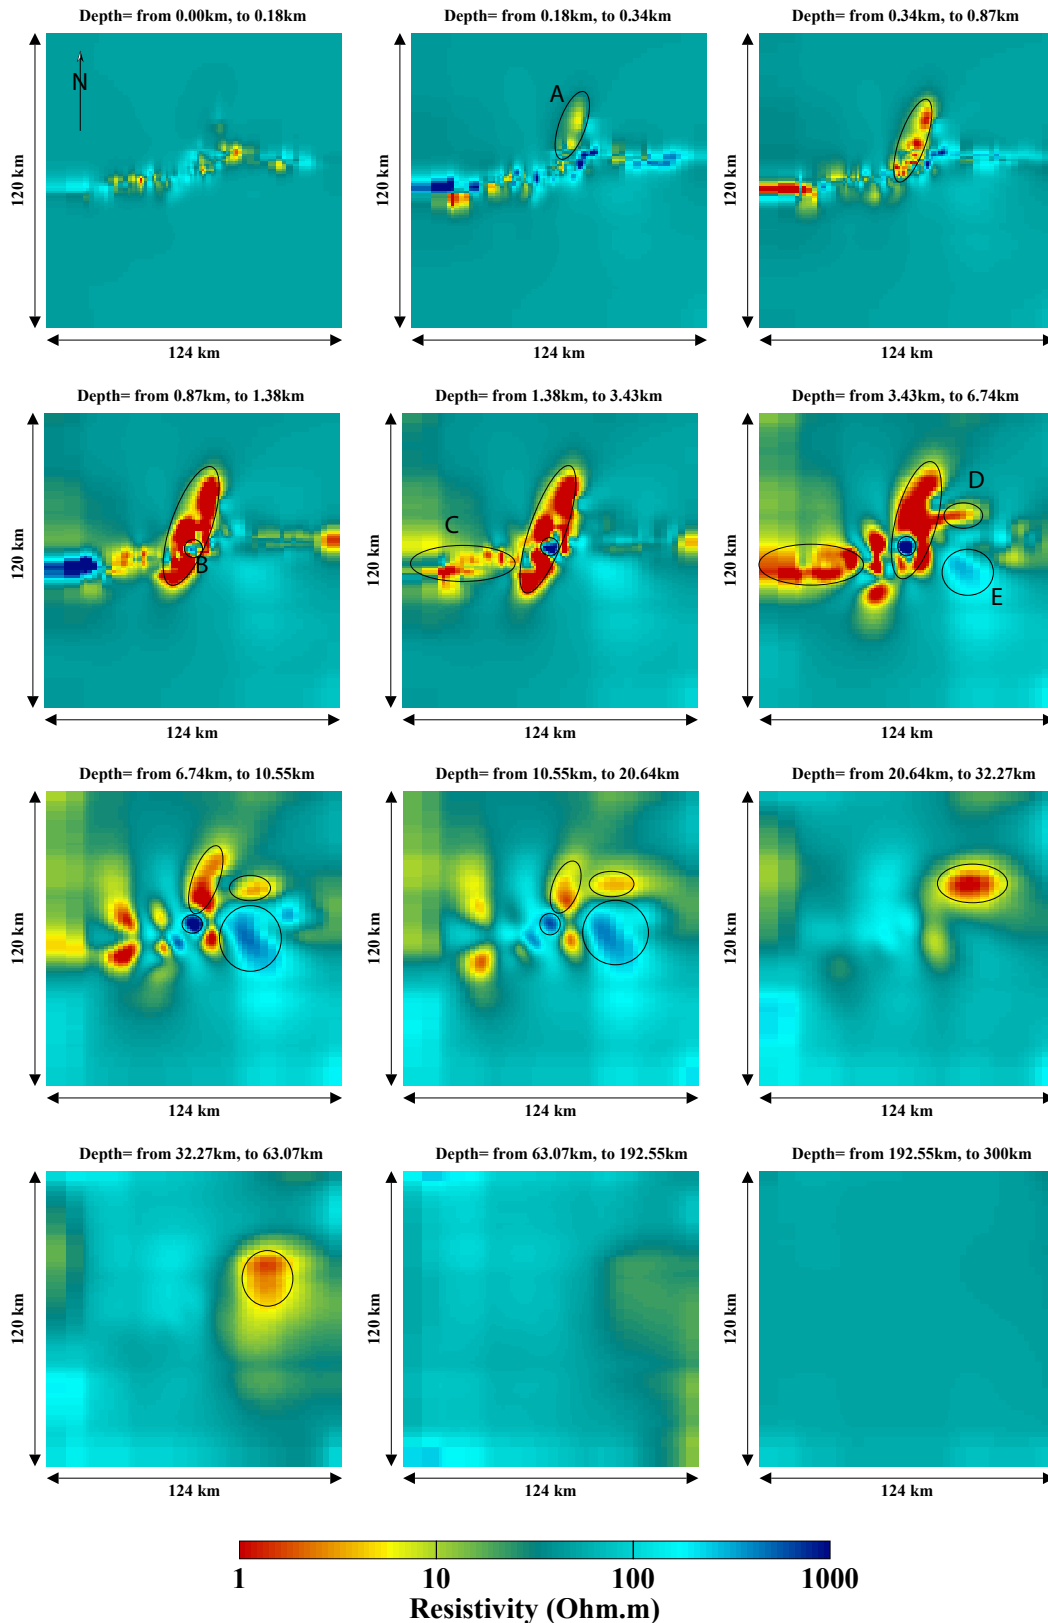 Depth= from 0.00km, to 0.18km
Depth= from 0.18km, to 0.34km
Depth= from 0.34km, to 0.87km
N
A
120 km
120 km
120 km
124 km
124 km
124 km
Depth= from 0.87km, to 1.38km
Depth= from 1.38km, to 3.43km
Depth= from 3.43km, to 6.74km
B
C
D
E
120 km
120 km
120 km
124 km
124 km
124 km
Depth= from 6.74km, to 10.55km
Depth= from 10.55km, to 20.64km
Depth= from 20.64km, to 32.27km
120 km
120 km
120 km
124 km
124 km
124 km
Depth= from 32.27km, to 63.07km
Depth= from 63.07km, to 192.55km
Depth= from 192.55km, to 300km
120 km
120 km
120 km
124 km
124 km
124 km
1 10 100 1000
Resistivity (Ohm.m)